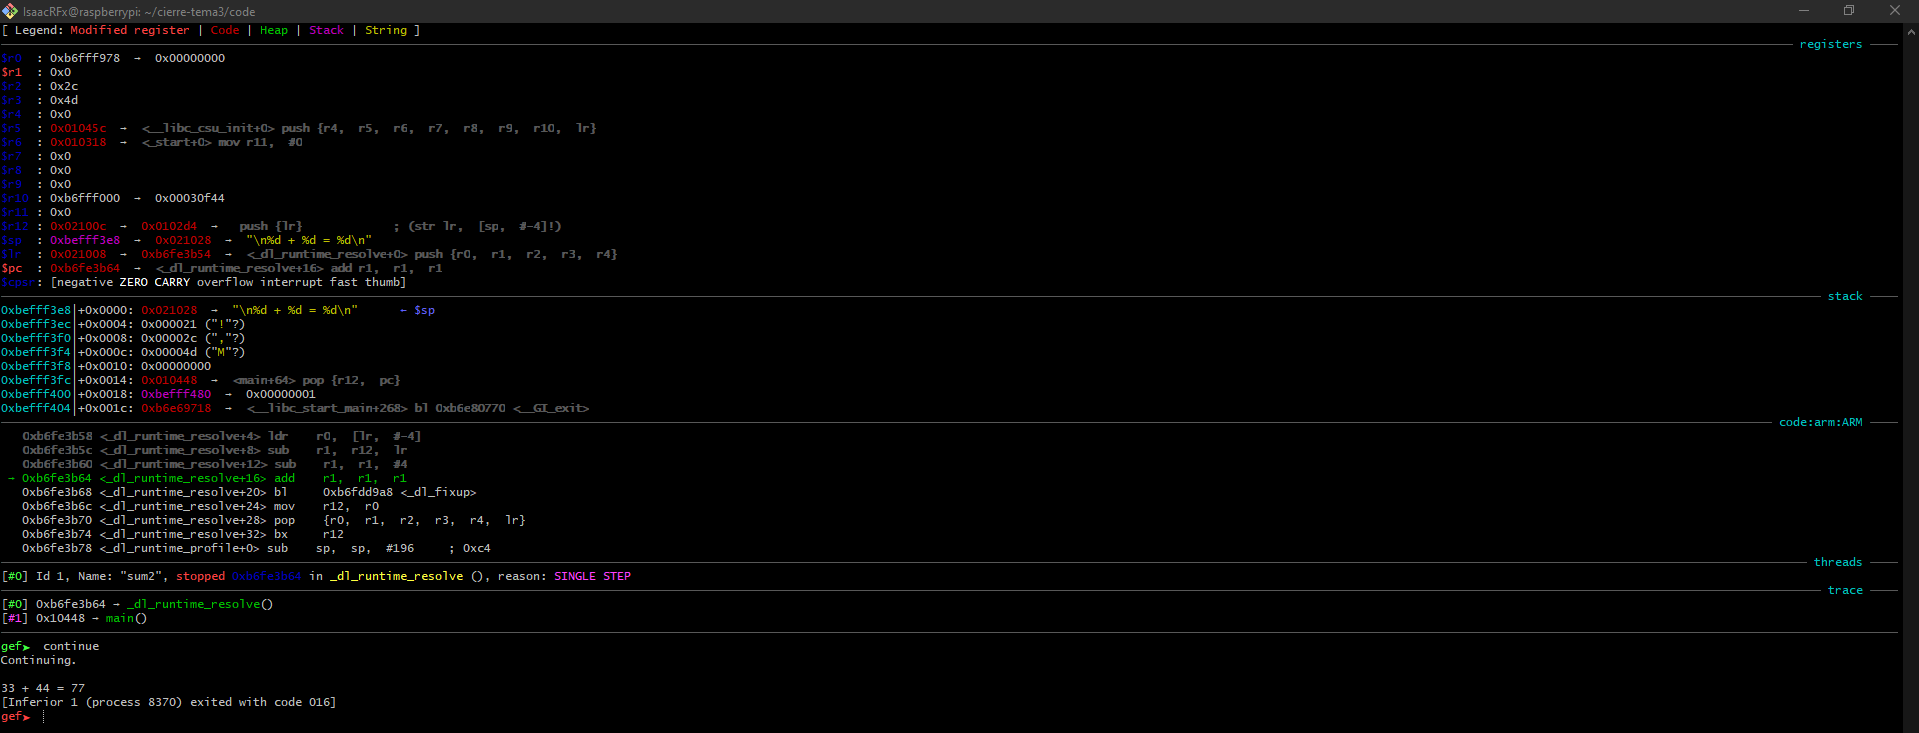 IsaacRFx@raspberrypi: ~/cierre-tema3/code
[ Legend: Modified register | Code | Heap | Stack | String ]
registers
$r0  : 0xb6fff978  →  0x00000000
$r1  : 0x0
$r2  : 0x2c
$r3  : 0x4d
$r4  : 0x0
$r5  : 0x01045c  →  <__libc_csu_init+0> push {r4,  r5,  r6,  r7,  r8,  r9,  r10,  lr}
$r6  : 0x010318  →  <_start+0> mov r11,  #0
$r7  : 0x0
$r8  : 0x0
$r9  : 0x0
$r10 : 0xb6fff000  →  0x00030f44
$r11 : 0x0
$r12 : 0x02100c  →  0x0102d4  →   push {lr}             ; (str lr,  [sp,  #-4]!)
$sp  : 0xbefff3e8  →  0x021028  →  "\n%d + %d = %d\n"
$lr  : 0x021008  →  0xb6fe3b54  →  <_dl_runtime_resolve+0> push {r0,  r1,  r2,  r3,  r4}
$pc  : 0xb6fe3b64  →  <_dl_runtime_resolve+16> add r1,  r1,  r1
$cpsr: [negative ZERO CARRY overflow interrupt fast thumb]
stack
0xbefff3e8│+0x0000: 0x021028  →  "\n%d + %d = %d\n"      ← $sp
0xbefff3ec│+0x0004: 0x000021 ("!"?)
0xbefff3f0│+0x0008: 0x00002c (","?)
0xbefff3f4│+0x000c: 0x00004d ("M"?)
0xbefff3f8│+0x0010: 0x00000000
0xbefff3fc│+0x0014: 0x010448  →  <main+64> pop {r12,  pc}
0xbefff400│+0x0018: 0xbefff480  →  0x00000001
0xbefff404│+0x001c: 0xb6e69718  →  <__libc_start_main+268> bl 0xb6e80770 <__GI_exit>
code:arm:ARM
0xb6fe3b58 <_dl_runtime_resolve+4> ldr    r0,  [lr,  #-4]
0xb6fe3b5c <_dl_runtime_resolve+8> sub    r1,  r12,  lr
0xb6fe3b60 <_dl_runtime_resolve+12> sub    r1,  r1,  #4
→ 0xb6fe3b64 <_dl_runtime_resolve+16> add    r1,  r1,  r1
0xb6fe3b68 <_dl_runtime_resolve+20> bl     0xb6fdd9a8 <_dl_fixup>
0xb6fe3b6c <_dl_runtime_resolve+24> mov    r12,  r0
0xb6fe3b70 <_dl_runtime_resolve+28> pop    {r0,  r1,  r2,  r3,  r4,  lr}
0xb6fe3b74 <_dl_runtime_resolve+32> bx     r12
0xb6fe3b78 <_dl_runtime_profile+0> sub    sp,  sp,  #196     ; 0xc4
threads
[#0] Id 1, Name: "sum2", stopped 0xb6fe3b64 in _dl_runtime_resolve (), reason: SINGLE STEP
trace
[#0] 0xb6fe3b64 → _dl_runtime_resolve()
[#1] 0x10448 → main()
gef➤  continue
Continuing.
33 + 44 = 77
[Inferior 1 (process 8370) exited with code 016]
gef➤